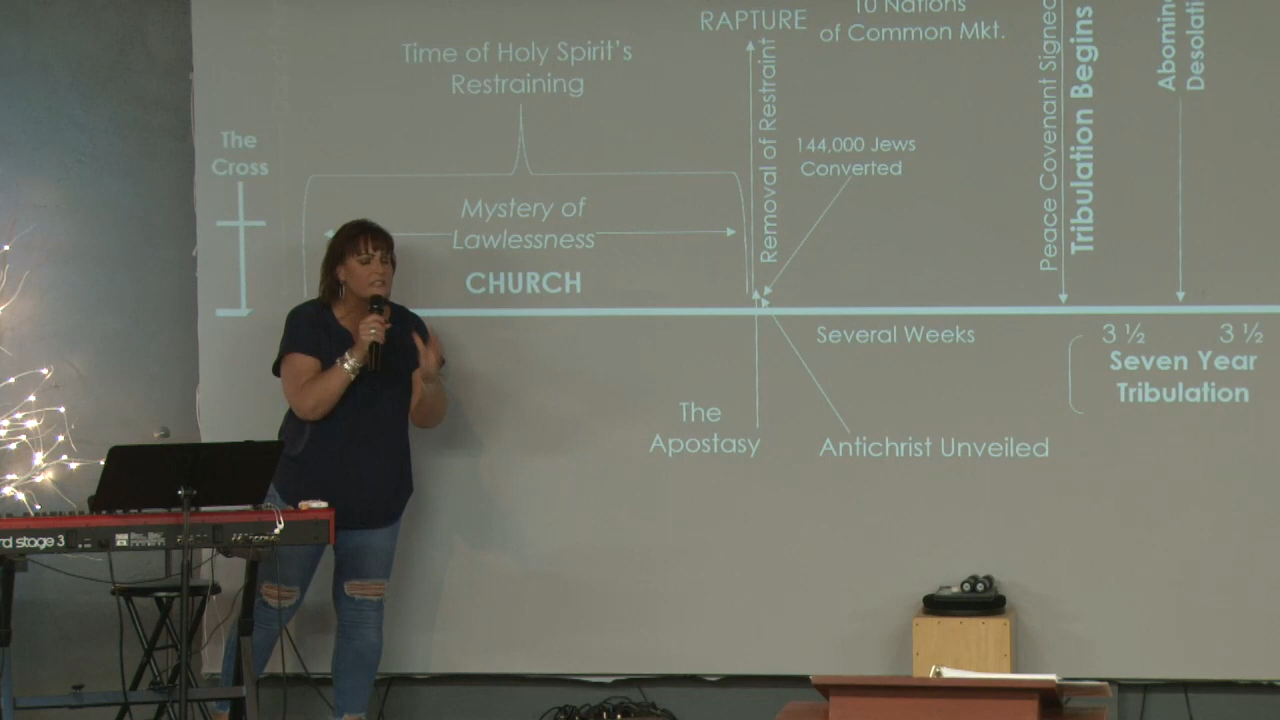 RAPTURE
10 Nations
of Common Mkt.
Time of Holy Spirit's
Restraining
The
Cross
Mystery of
Lawlessness
CHURCH
Removal of Restraint
144,000 Jews
Converted
Peace Covenant Signed
Tribulation Begins
Several Weeks
3 ½
3 ½
Seven Year
Tribulation
The
Apostasy
Antichrist Unveiled
stage 3